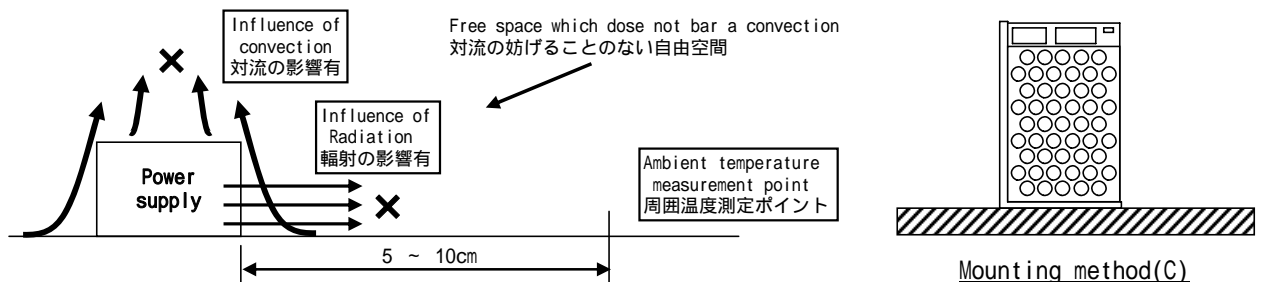 Influence of
convection
対流の影響有
Free space which dose not bar a convection
対流の妨げることのない自由空間
Influence of
Radiation
輻射の影響有
Power
supply
Ambient temperature
measurement point
周囲温度測定ポイント
5 ~ 10cm
Mounting method(C)